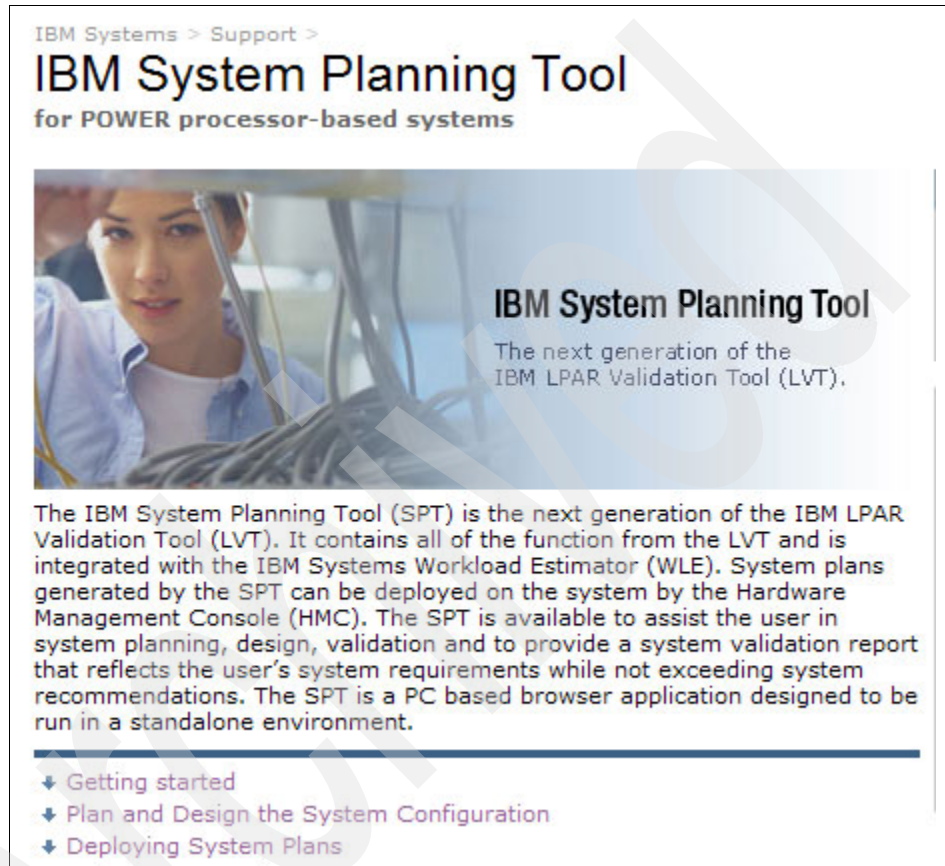 IBM Systems > Support >
IBM System Planning Tool
for POWER processor-based systems
IBM System Planning Tool
The next generation of the
IBM LPAR Validation Tool (LVT).
The IBM System Planning Tool (SPT) is the next generation of the IBM LPAR
Validation Tool (LVT). It contains all of the function from the LVT and is
integrated with the IBM Systems Workload Estimator (WLE). System plans
generated by the SPT can be deployed on the system by the Hardware
Management Console (HMC). The SPT is available to assist the user in
system planning, design, validation and to provide a system validation report
that reflects the user's system requirements while not exceeding system
recommendations. The SPT is a PC based browser application designed to be
run in a standalone environment.
Getting started
Plan and Design the System Configuration
Deploying System Plans